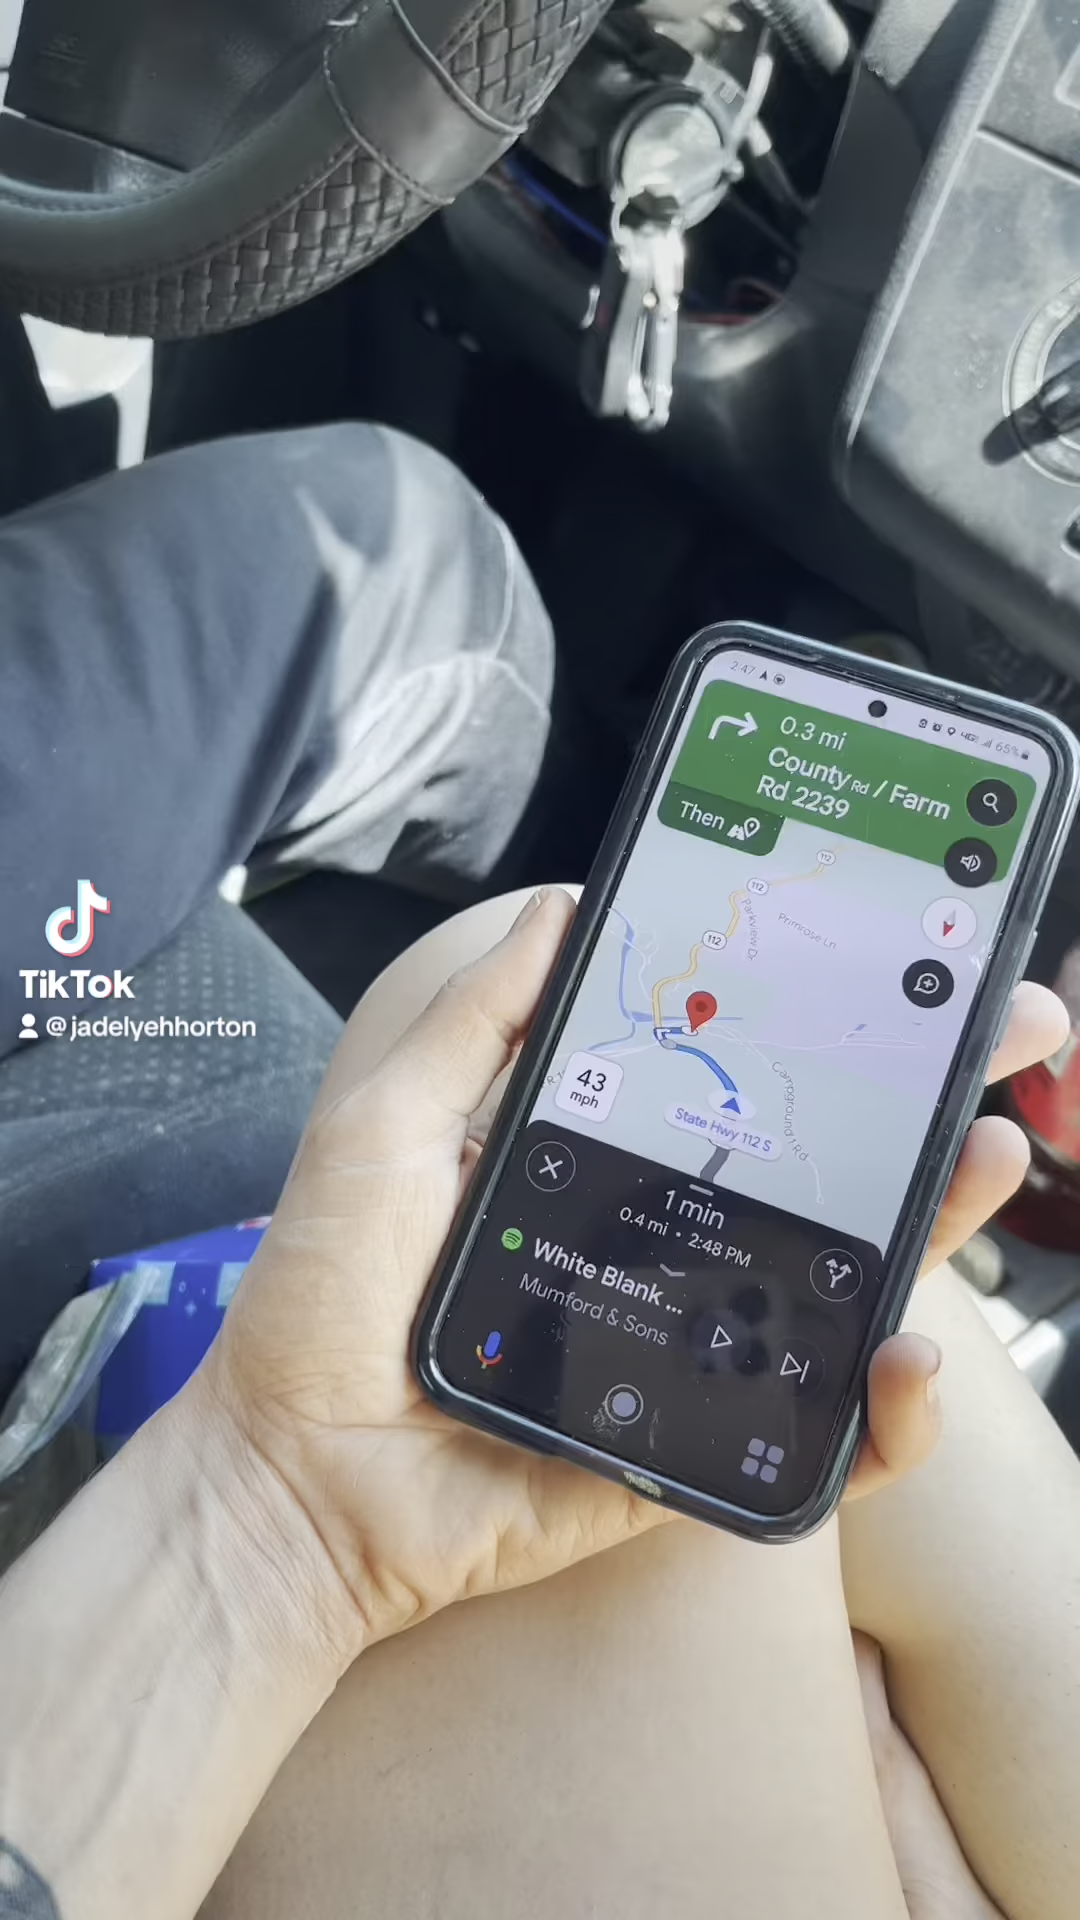 2:47
4G 65%
0.3 mi
County Rd / Farm
Rd 2239
Then
112
112
112
Parkview Dr
Primrose Ln
43
mph
Campground 1 Rd
State Hwy 112 S
1 min
0.4 mi • 2:48 PM
White Blank ...
Mumford & Sons
TikTok
@jadelyehhorton